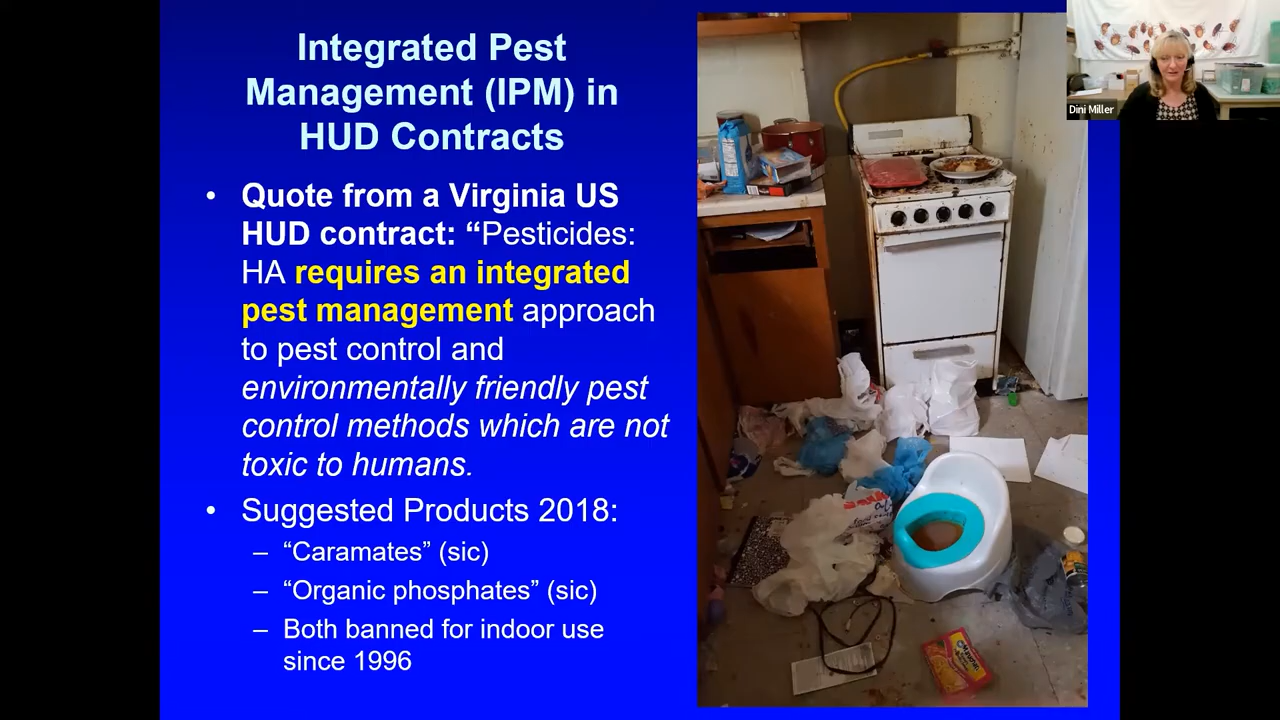 Integrated Pest
Management (IPM) in
HUD Contracts
• Quote from a Virginia US
HUD contract: “Pesticides:
HA requires an integrated
pest management approach
to pest control and
environmentally friendly pest
control methods which are not
toxic to humans.
• Suggested Products 2018:
– “Caramates” (sic)
– “Organic phosphates” (sic)
– Both banned for indoor use
since 1996
Dini Miller